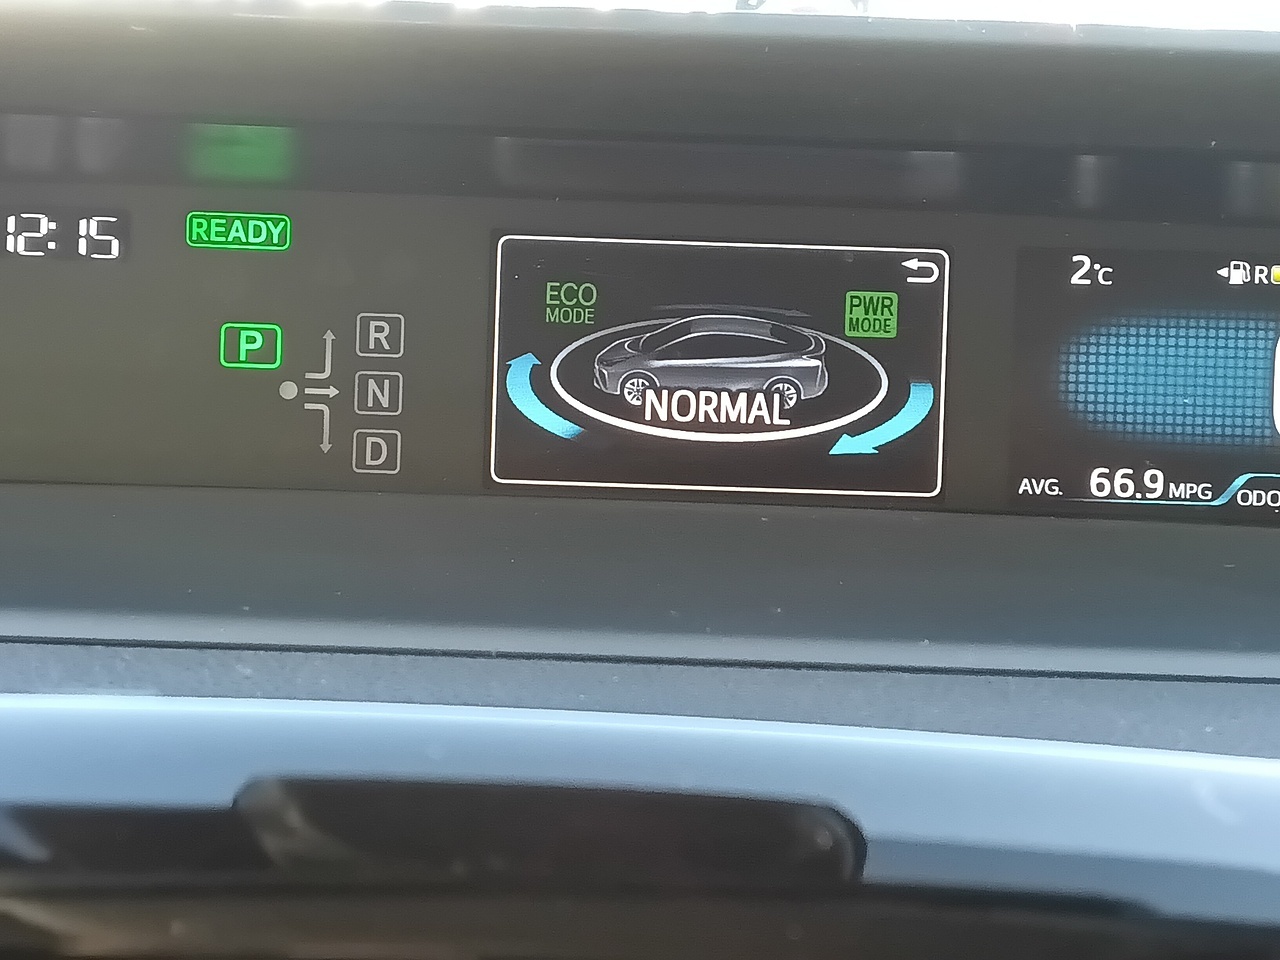 12:15
READY
P
R
N
D
ECO
MODE
PWR
MODE
NORMAL
2°C
R
AVG. 66.9 MPG